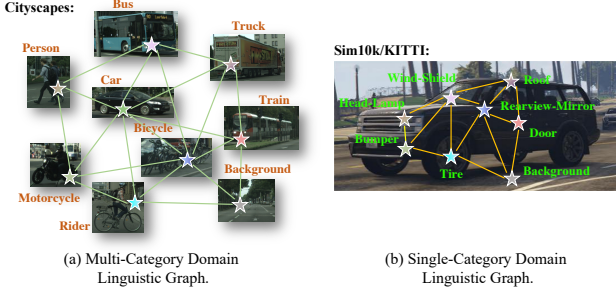 Cityscapes:
Bus
Truck
Person
Car
Train
Bicycle
Background
Motorcycle
Rider
(a) Multi-Category Domain
Linguistic Graph.
Sim10k/KITTI:
Wind-Shield
Roof
Head-Lamp
Rearview-Mirror
Bumper
Door
Tire
Background
(b) Single-Category Domain
Linguistic Graph.